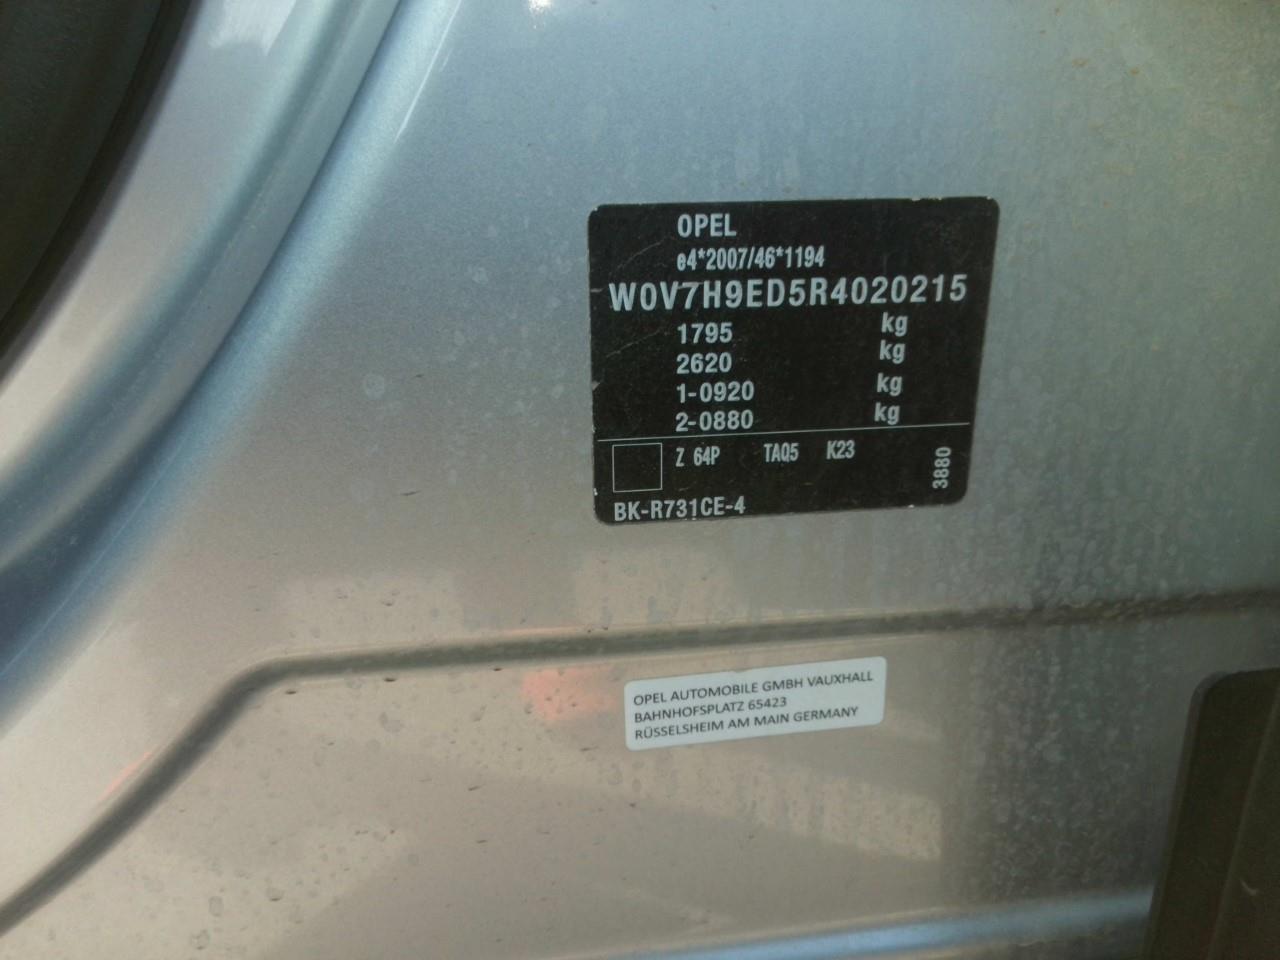 OPEL
e4*2007/46*1194
W0V7H9ED5R4020215
1795 kg
2620 kg
1-0920 kg
2-0880 kg
Z 64P TAQ5 K23
3880
BK-R731CE-4
OPEL AUTOMOBILE GMBH VAUXHALL
BAHNHOFSPLATZ 65423
RÜSSELSHEIM AM MAIN GERMANY